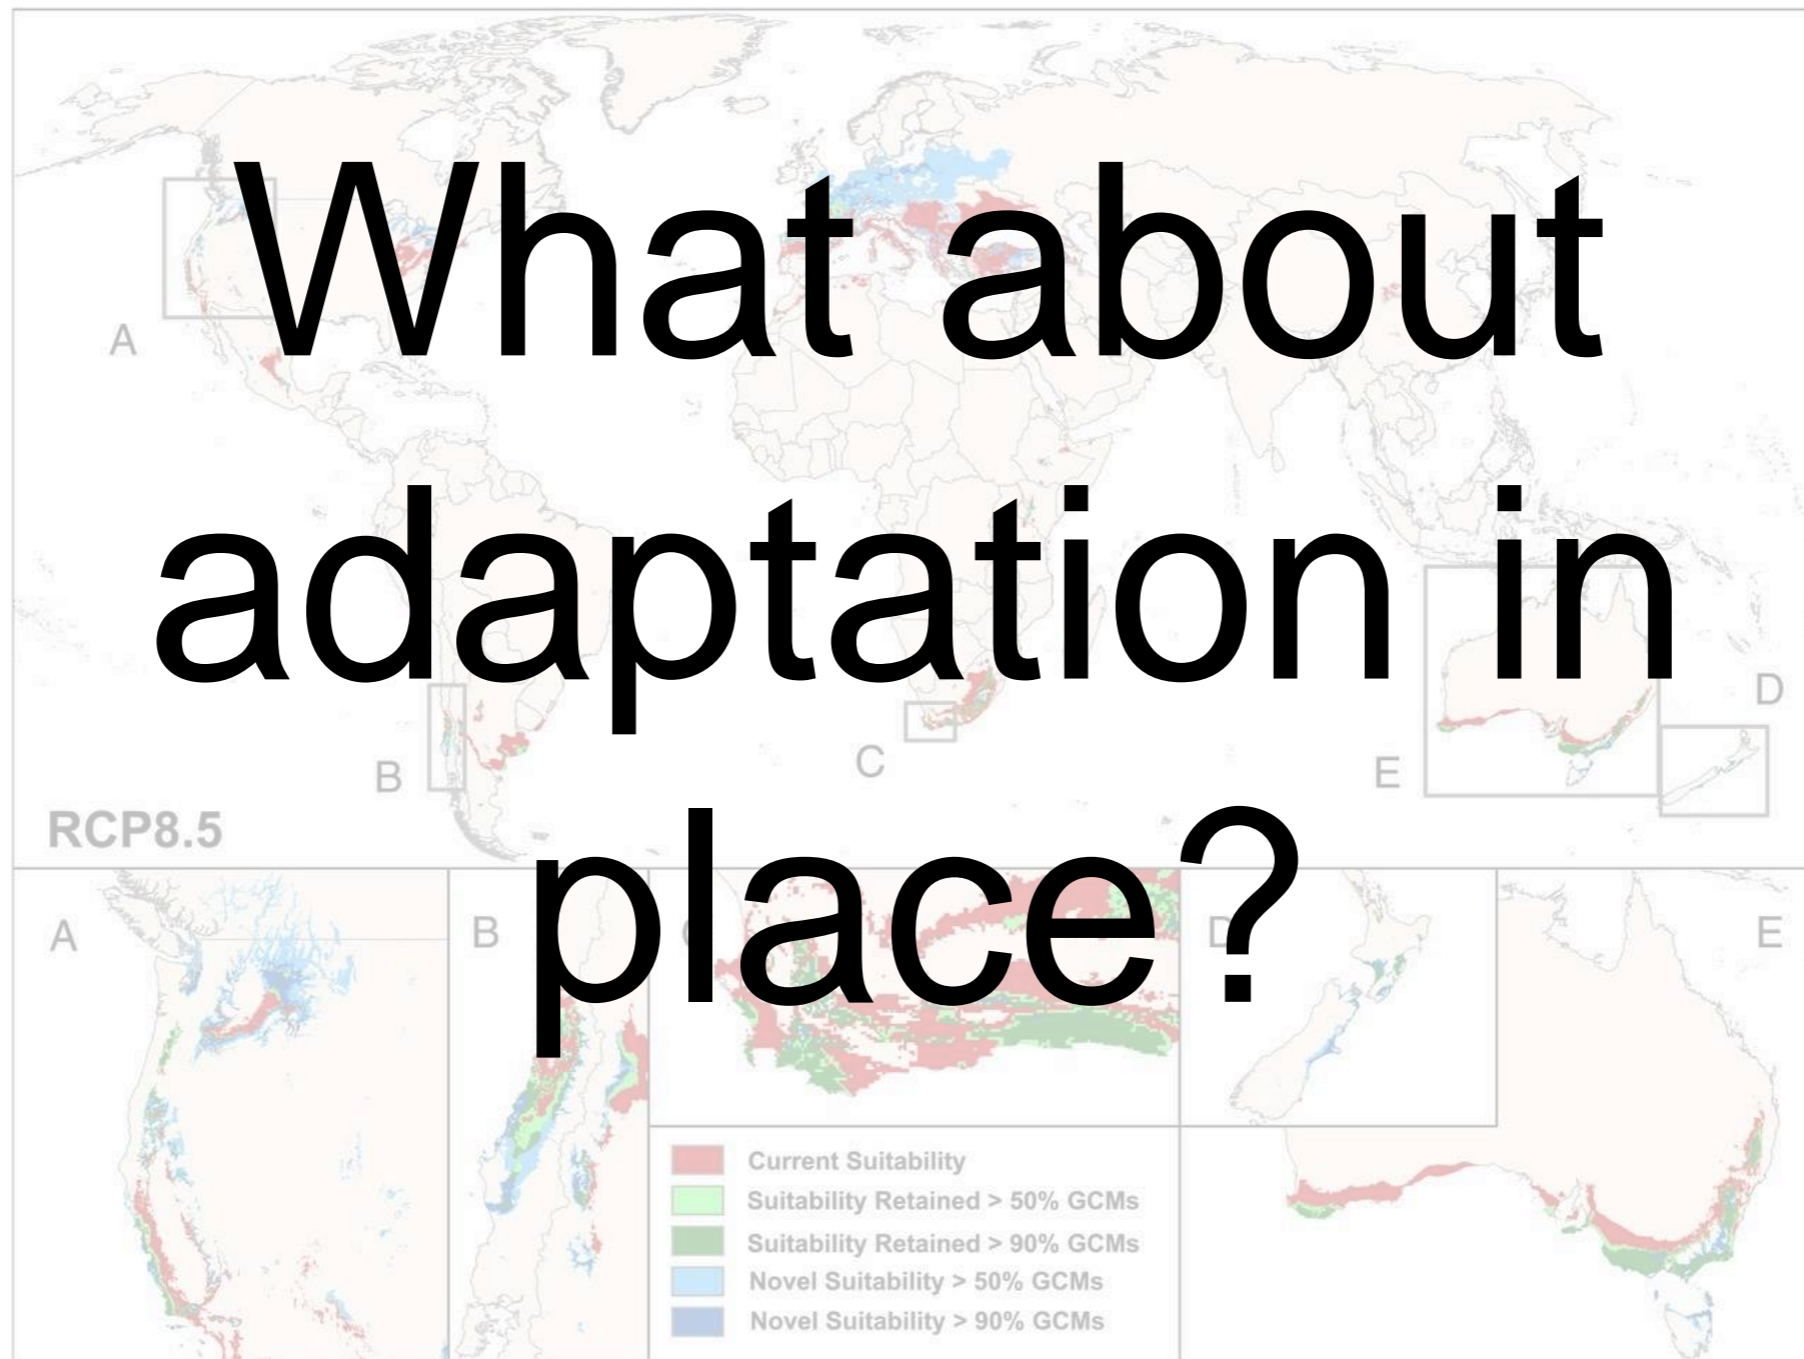 What about
adaptation in
place?
A
B
C
D
E
RCP8.5
A
B
C
D
E
Current Suitability
Suitability Retained > 50% GCMs
Suitability Retained > 90% GCMs
Novel Suitability > 50% GCMs
Novel Suitability > 90% GCMs